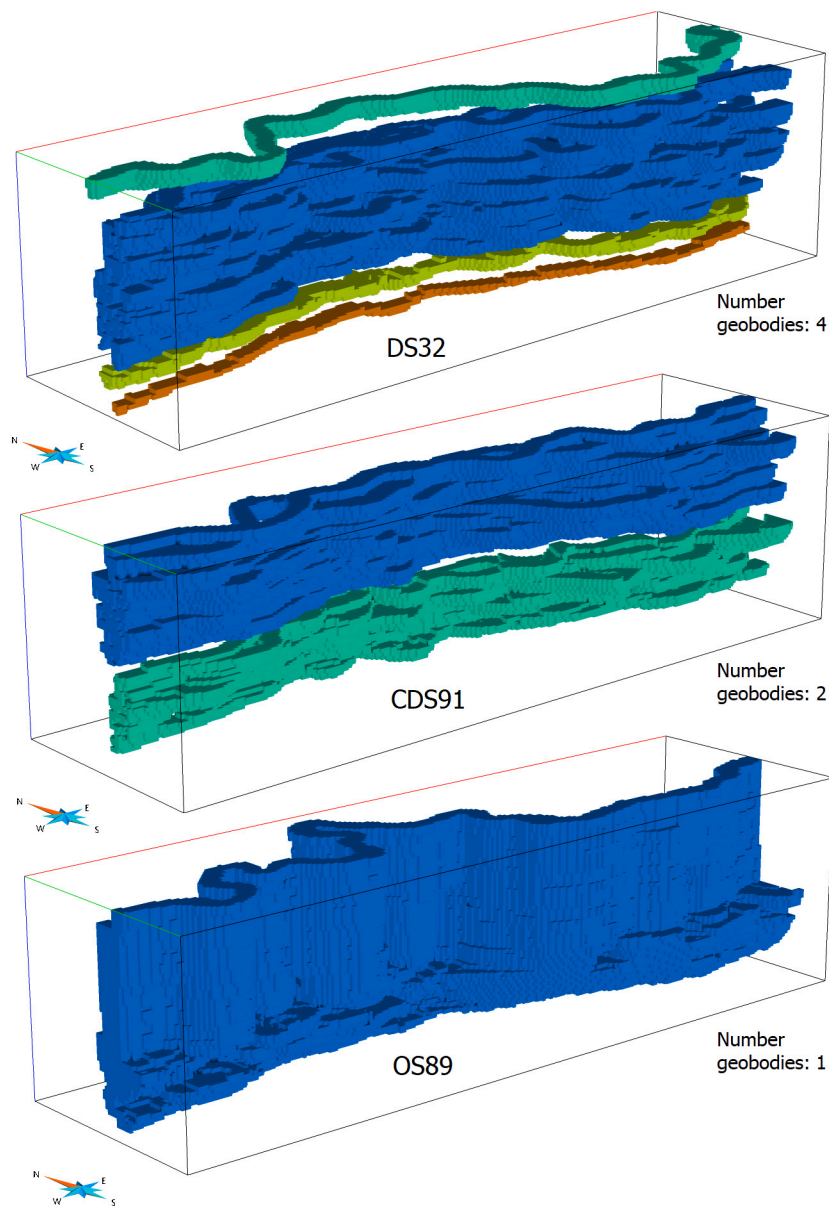 Number
geobodies: 4
DS32
N
E
W
S
Number
geobodies: 2
CDS91
N
E
W
S
Number
geobodies: 1
OS89
N
E
W
S